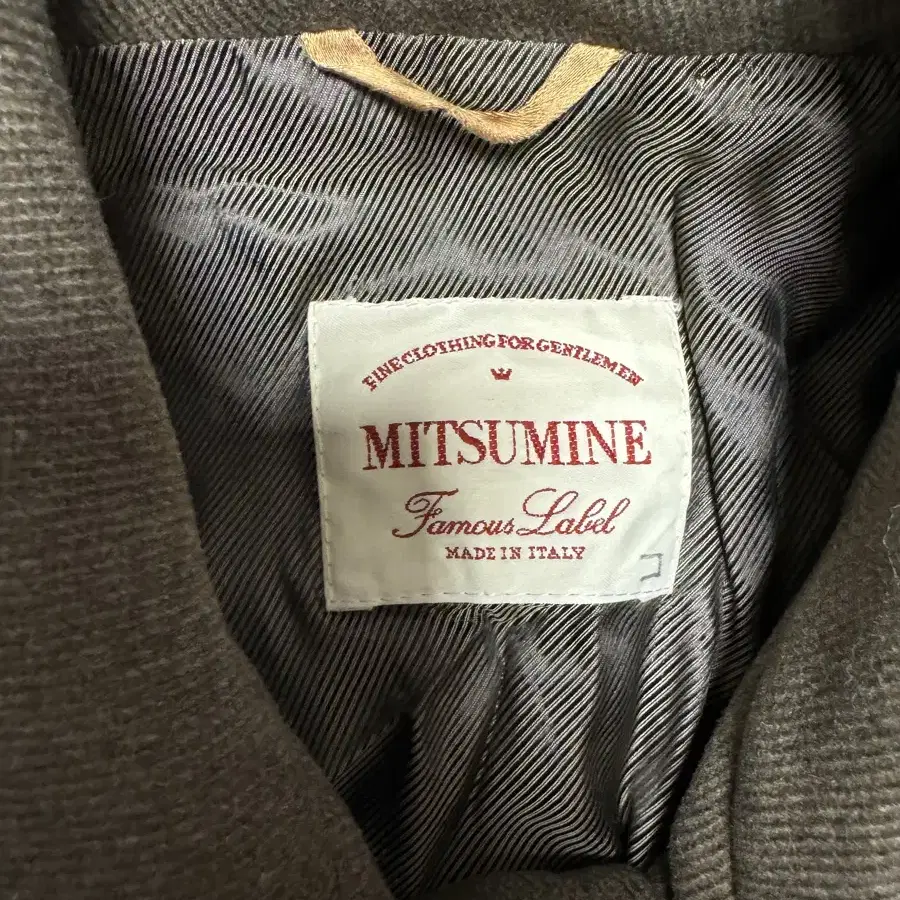 FINE CLOTHING FOR GENTLEMEN
MITSUMINE
Famous Label
MADE IN ITALY